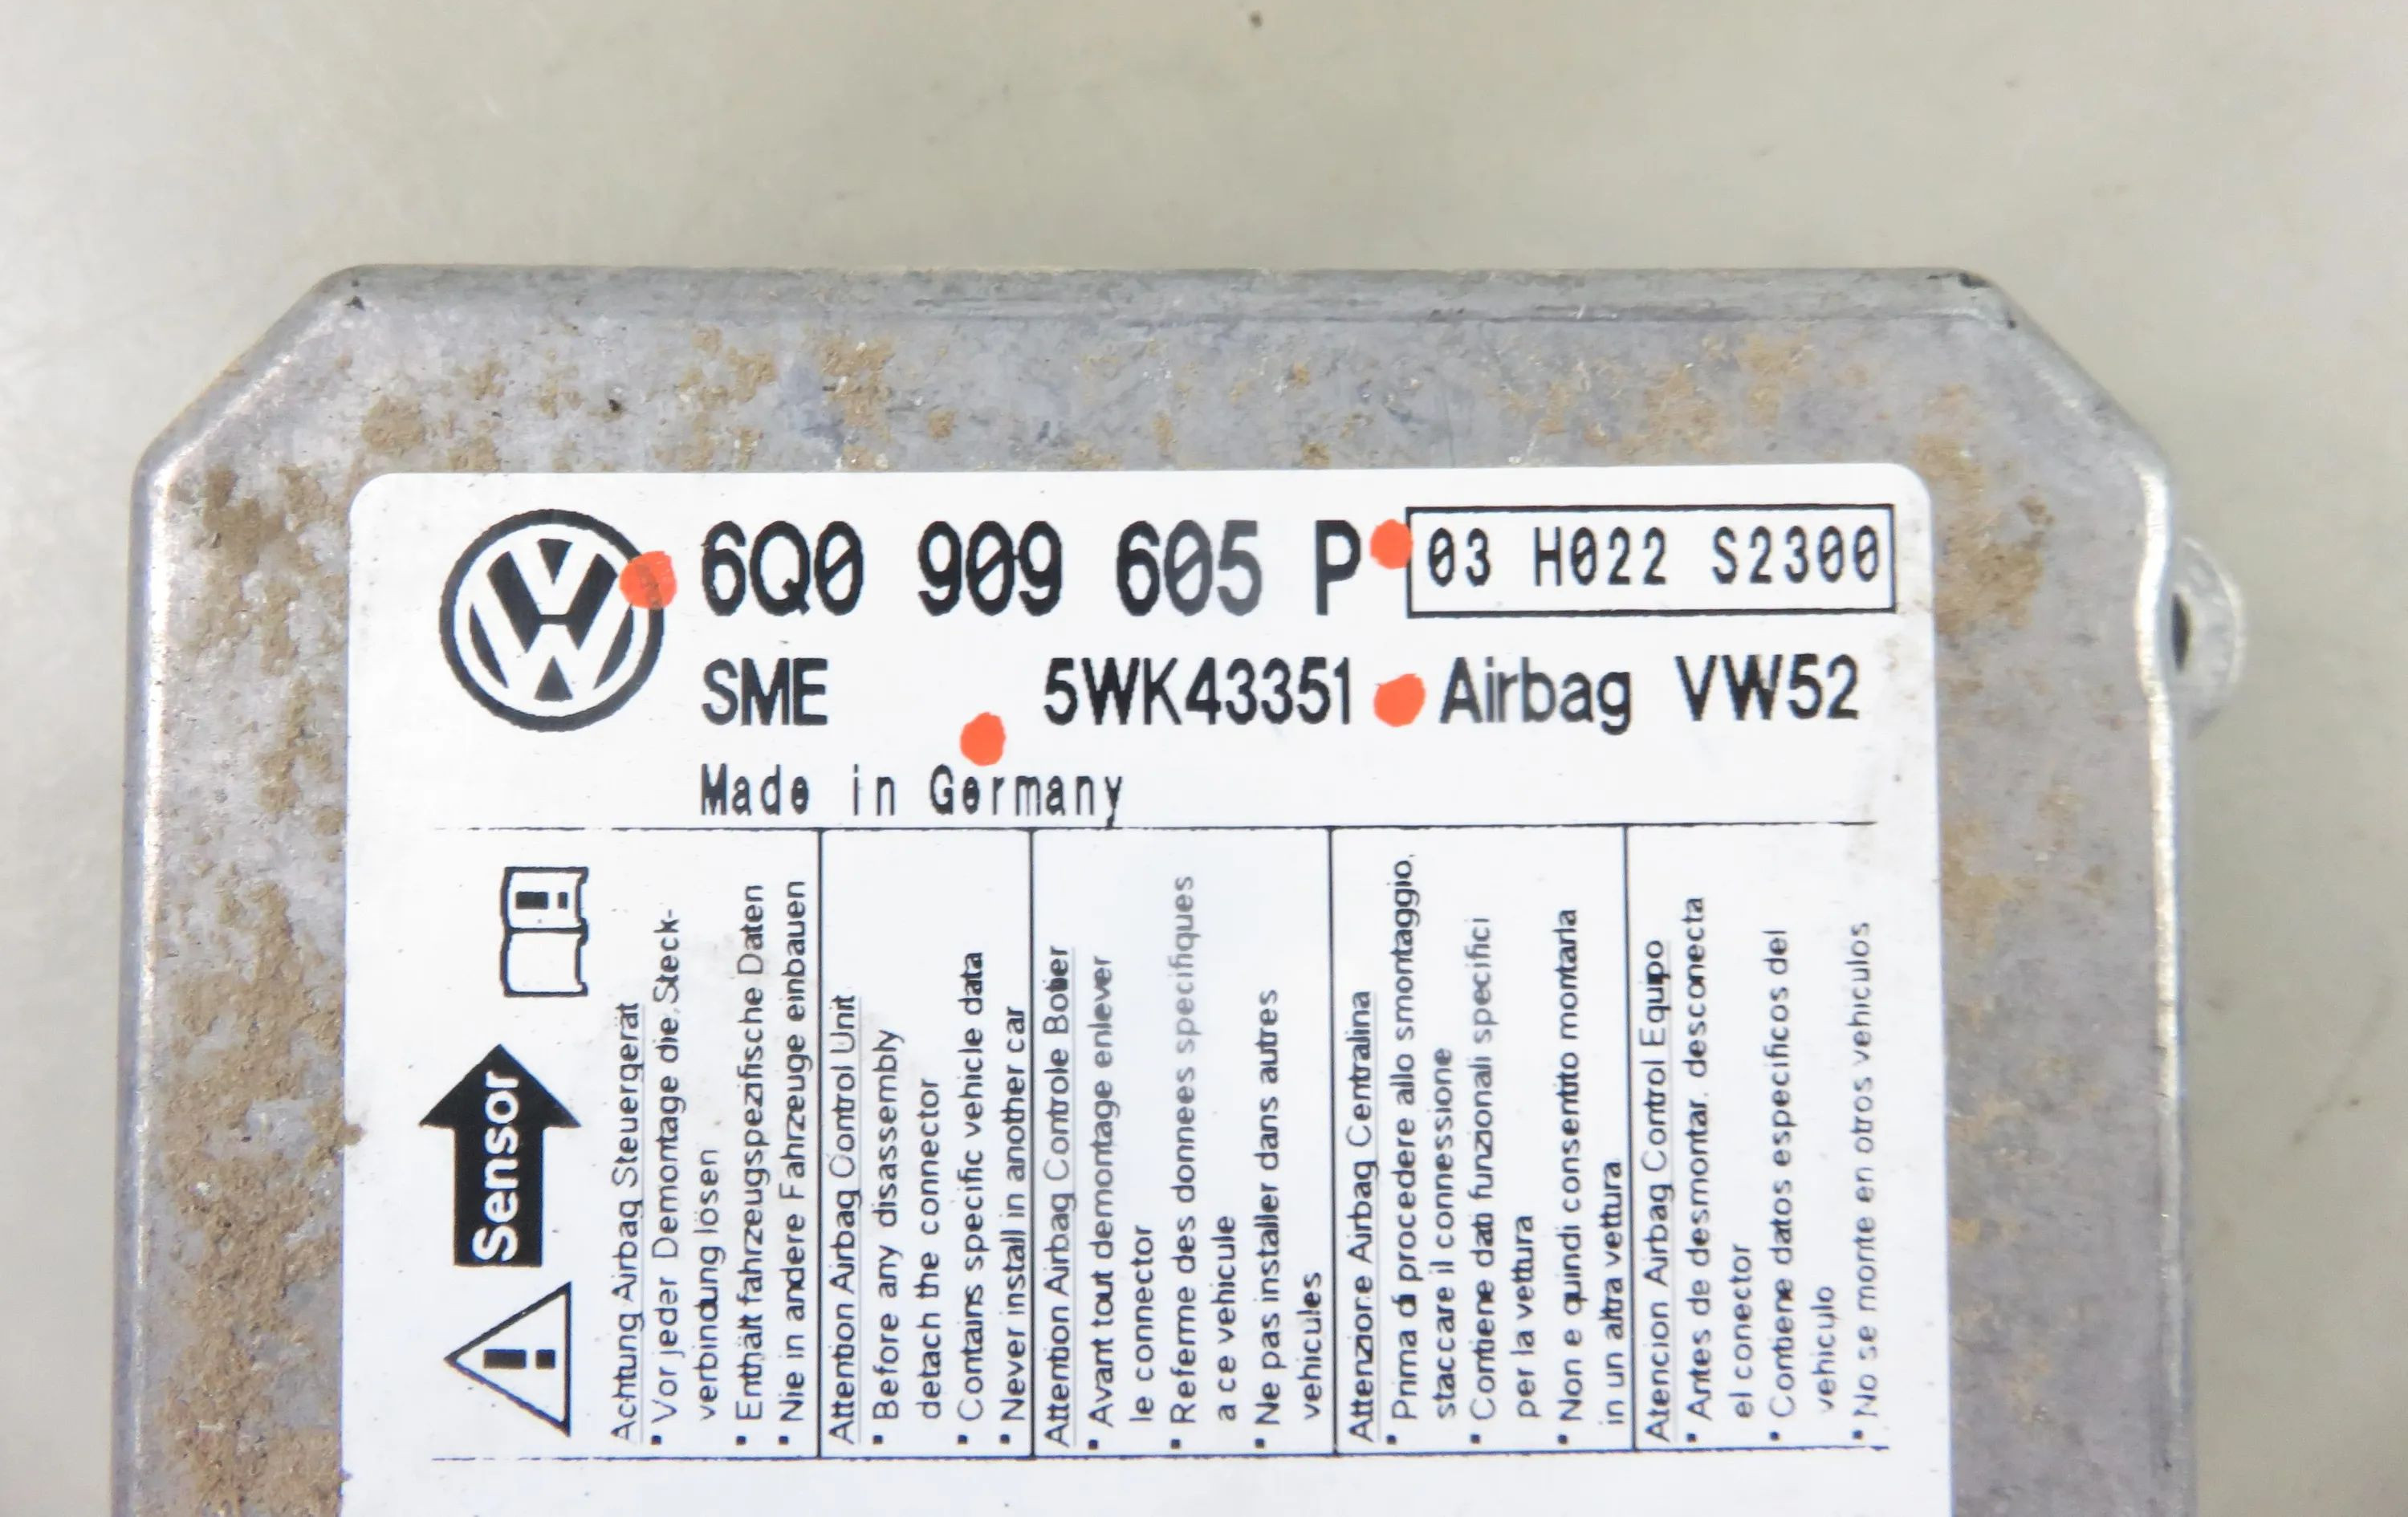 6Q0 909 605 P 03 H022 S2300
SME 5WK43351 Airbag VW52
Made in Germany
Sensor
Achtung Airbag Steuergerät
• Vor jeder Demontage die Steck-
verbindung lösen
• Enthält fahrzeugspezifische Daten
• Nie in andere Fahrzeuge einbauen
Attention Airbag Control Unit
• Before any disassembly
detach the connector
• Contains specific vehicle data
• Never install in another car
Attention Airbag Controle Boitier
• Avant tout demontage enlever
le connector
• Referme des donnees specifiques
a ce vehicule
• Ne pas installer dans autres
vehicules
Attenzione Airbag Centralina
• Prima di procedere allo smontaggio,
staccare il connessione
• Contiene dati funzionali specifici
per la vettura
• Non e quindi consentito montarla
in un altra vettura
Atencion Airbag Control Equipo
• Antes de desmontar, desconecta
el conector
• Contiene datos especificos del
vehiculo
• No se monte en otros vehiculos